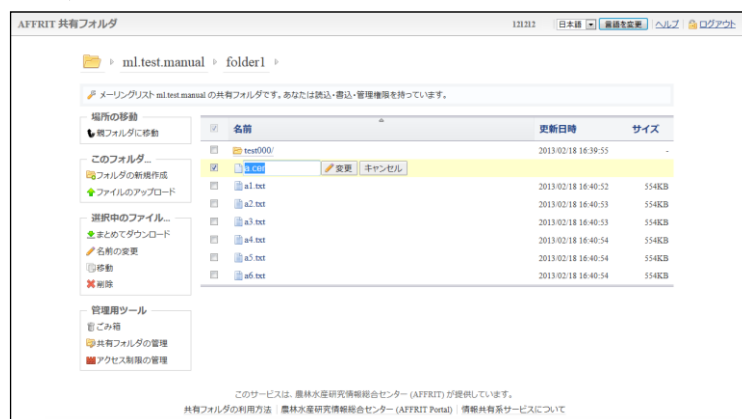 AFFRIT 共有フォルダ 121212 日本語 言語を変更 ヘルプ ログアウト
ml.test.manual folder1
メーリングリスト ml.test.manual の共有フォルダです。あなたは読込・書込・管理権限を持っています。
場所の移動
親フォルダに移動
このフォルダ...
フォルダの新規作成
ファイルのアップロード
選択中のファイル...
まとめてダウンロード
名前の変更
移動
削除
管理用ツール
ごみ箱
共有フォルダの管理
アクセス制限の管理
名前 更新日時 サイズ
test000/ 2013/02/18 16:39:55 -
a.cer 変更 キャンセル
a1.txt 2013/02/18 16:40:52 554KB
a2.txt 2013/02/18 16:40:53 554KB
a3.txt 2013/02/18 16:40:53 554KB
a4.txt 2013/02/18 16:40:54 554KB
a5.txt 2013/02/18 16:40:54 554KB
a6.txt 2013/02/18 16:40:54 554KB
このサービスは、農林水産研究情報総合センター (AFFRIT) が提供しています。
共有フォルダの利用方法 | 農林水産研究情報総合センター (AFFRIT Portal) | 情報共有系サービスについて